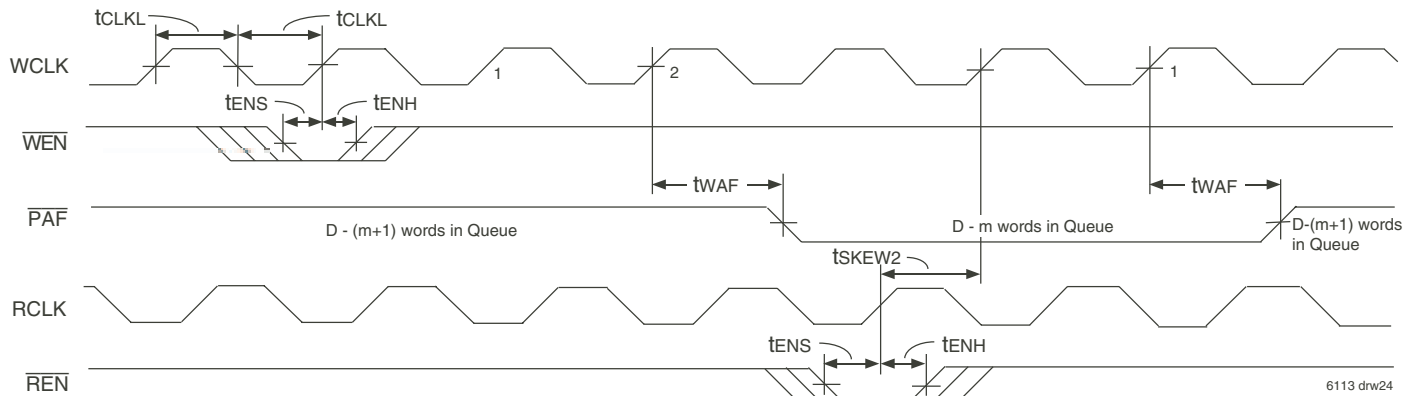 tCLKL tCLKL
WCLK
1 2 1
tENS tENH
WEN
tWAF tWAF
PAF
D - (m+1) words in Queue
D - m words in Queue
D-(m+1) words
in Queue
tSKEW2
RCLK
tENS tENH
REN
6113 drw24